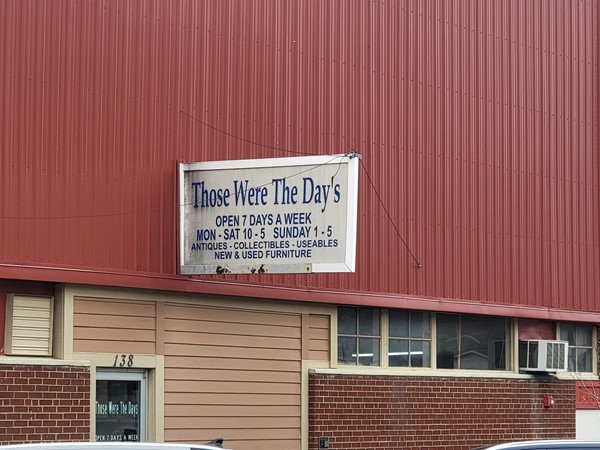 Those Were The Day's
OPEN 7 DAYS A WEEK
MON - SAT 10 - 5 SUNDAY 1 - 5
ANTIQUES - COLLECTIBLES - USEABLES
NEW & USED FURNITURE
138
Those Were The Days
OPEN 7 DAYS A WEEK